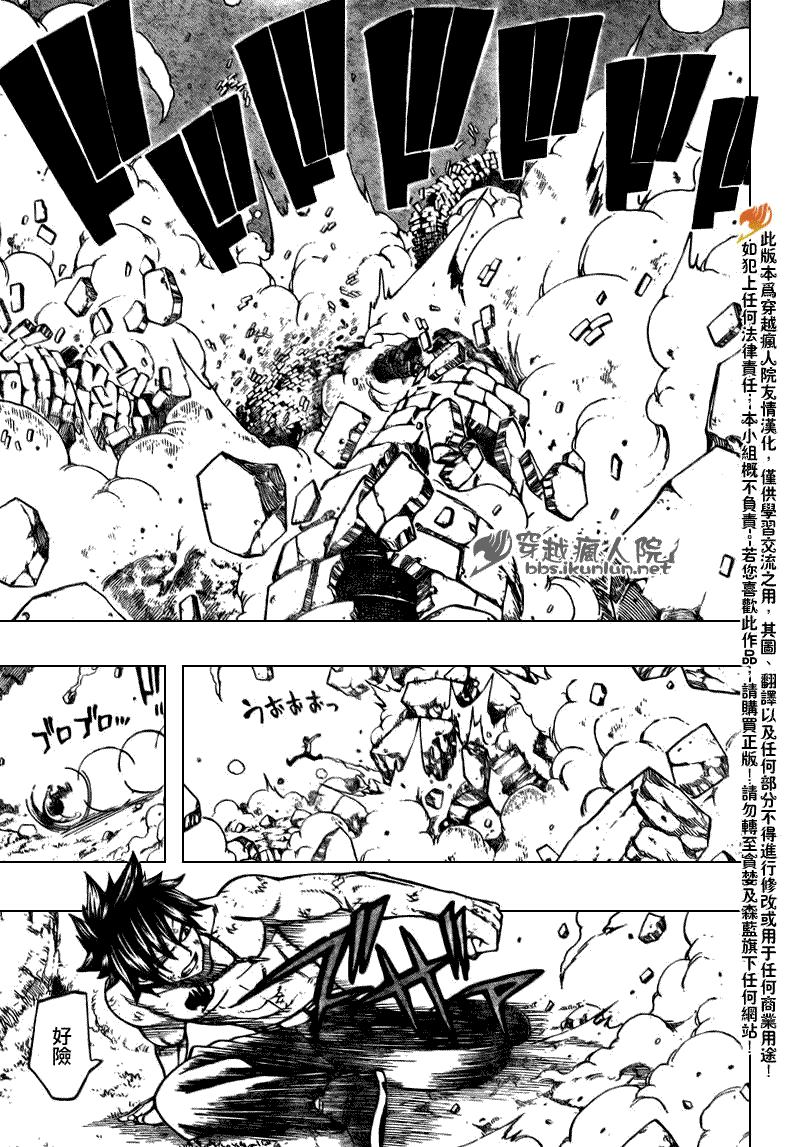 ドドドドドドド
穿越瘋人院
bbs.ikunlun.net
うおおおおっ
ゴロゴロ...
ズザザァ
好險
此版本爲穿越瘋人院友情漢化，僅供學習交流之用，其圖、翻譯以及任何部分不得進行修改或用于任何商業用途！
如犯上任何法律責任，本小組概不負責。若您喜歡此作品，請購買正版！請勿轉至貪婪及森藍旗下任何網站！